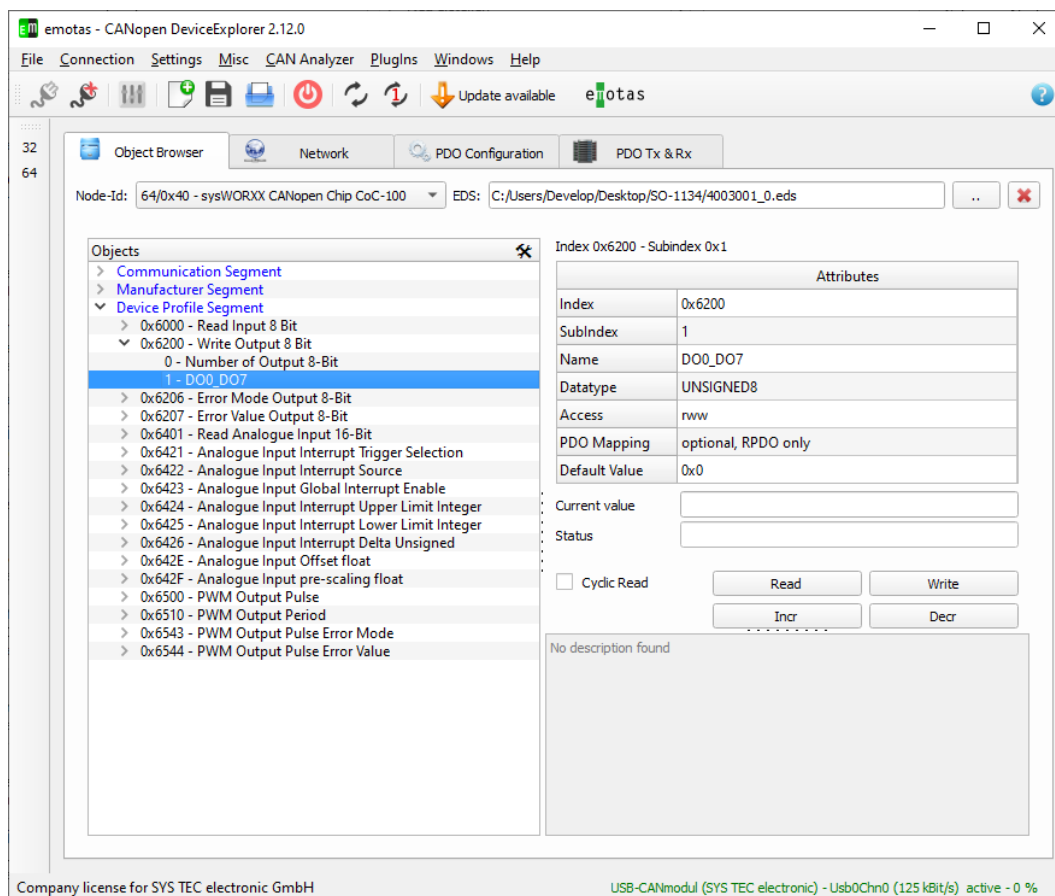 emotas - CANopen DeviceExplorer 2.12.0
File Connection Settings Misc CAN Analyzer PlugIns Windows Help
Update available emotas
32
64
Object Browser Network PDO Configuration PDO Tx & Rx
Node-Id: 64/0x40 - sysWORXX CANopen Chip CoC-100 EDS: C:/Users/Develop/Desktop/SO-1134/4003001_0.eds ..
Objects
Communication Segment
Manufacturer Segment
Device Profile Segment
0x6000 - Read Input 8 Bit
0x6200 - Write Output 8 Bit
0 - Number of Output 8-Bit
1 - DO0_DO7
0x6206 - Error Mode Output 8-Bit
0x6207 - Error Value Output 8-Bit
0x6401 - Read Analogue Input 16-Bit
0x6421 - Analogue Input Interrupt Trigger Selection
0x6422 - Analogue Input Interrupt Source
0x6423 - Analogue Input Global Interrupt Enable
0x6424 - Analogue Input Interrupt Upper Limit Integer
0x6425 - Analogue Input Interrupt Lower Limit Integer
0x6426 - Analogue Input Interrupt Delta Unsigned
0x642E - Analogue Input Offset float
0x642F - Analogue Input pre-scaling float
0x6500 - PWM Output Pulse
0x6510 - PWM Output Period
0x6543 - PWM Output Pulse Error Mode
0x6544 - PWM Output Pulse Error Value
Index 0x6200 - Subindex 0x1
Attributes
Index 0x6200
SubIndex 1
Name DO0_DO7
Datatype UNSIGNED8
Access rww
PDO Mapping optional, RPDO only
Default Value 0x0
Current value
Status
Cyclic Read Read Write
Incr Decr
No description found
Company license for SYS TEC electronic GmbH USB-CANmodul (SYS TEC electronic) - Usb0Chn0 (125 kBit/s) active - 0 %